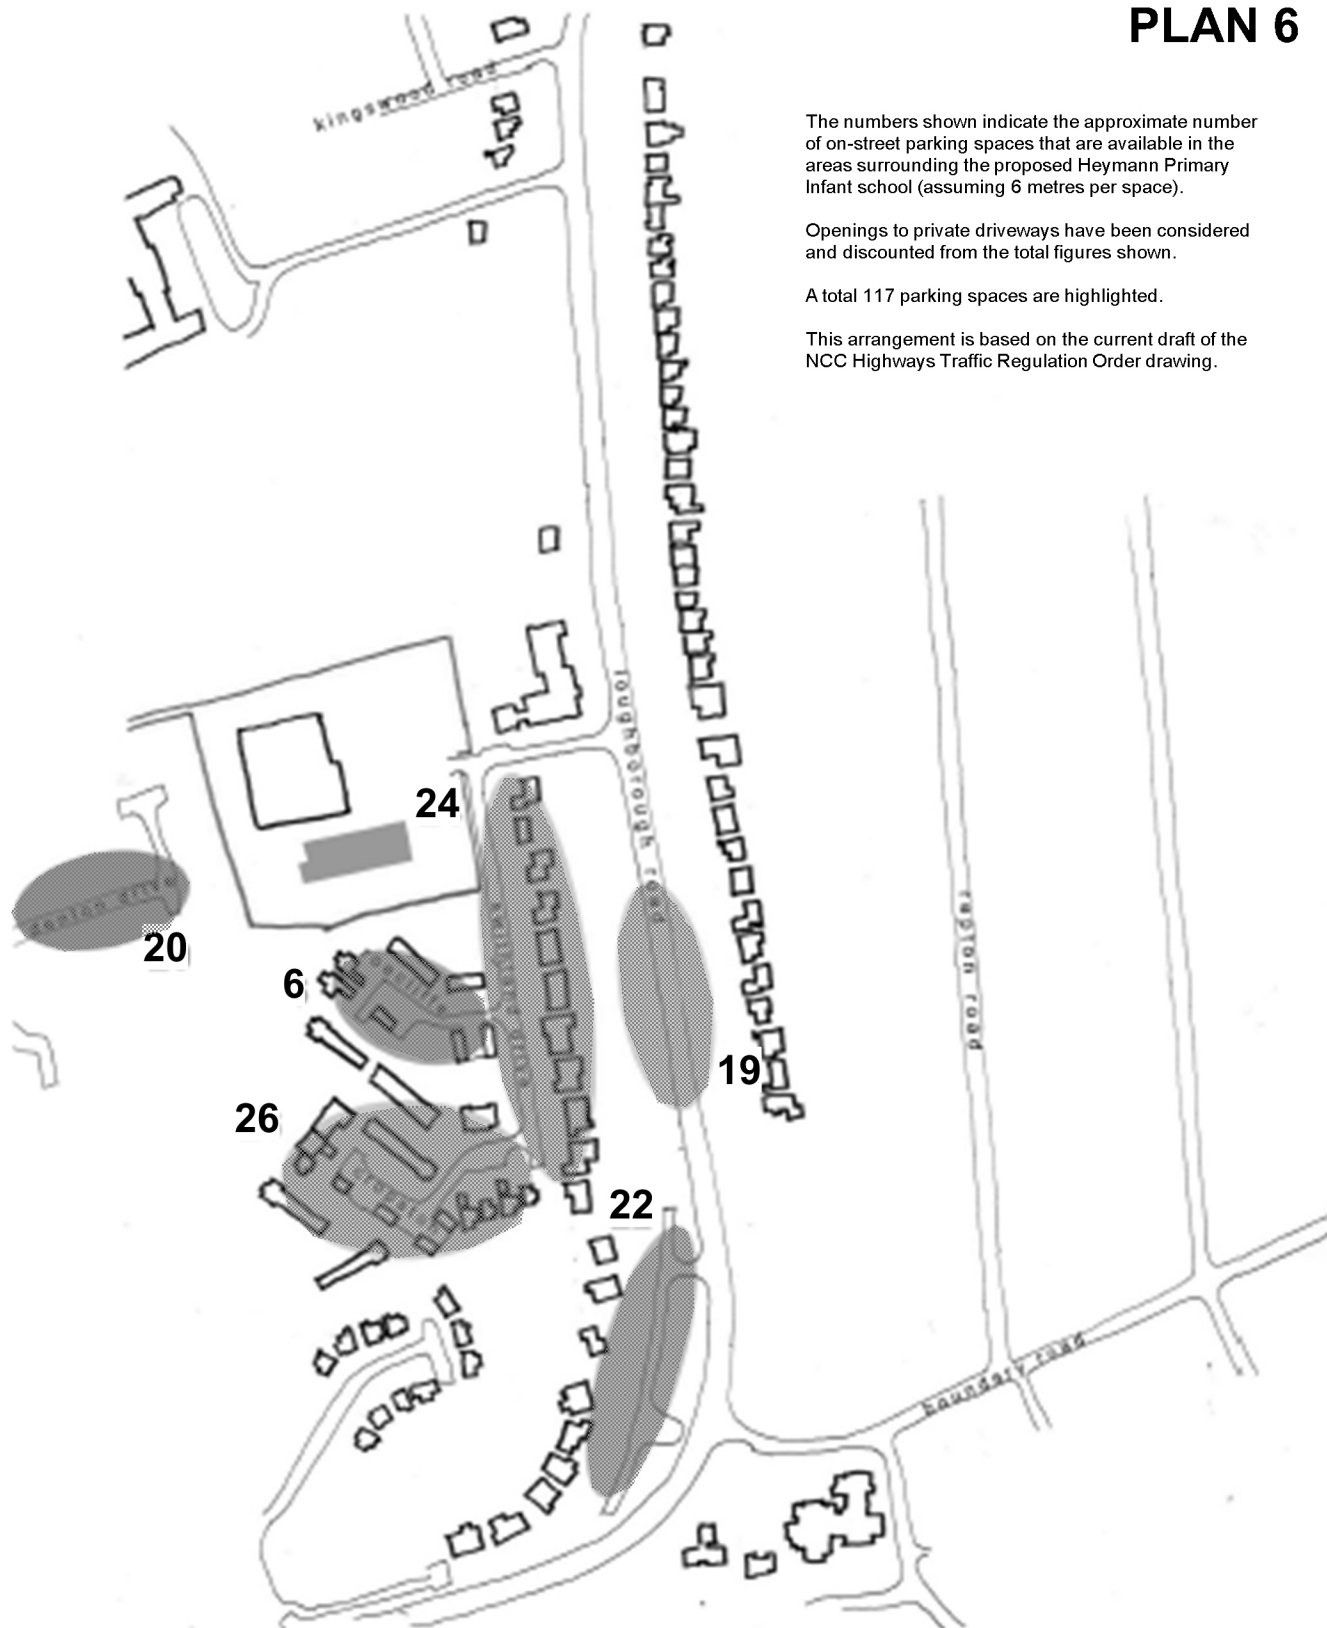 PLAN 6
The numbers shown indicate the approximate number
of on-street parking spaces that are available in the
areas surrounding the proposed Heymann Primary
Infant school (assuming 6 metres per space).
Openings to private driveways have been considered
and discounted from the total figures shown.
A total 117 parking spaces are highlighted.
This arrangement is based on the current draft of the
NCC Highways Traffic Regulation Order drawing.
kingswood road
loughborough road
24
denton drive
20
6
drive
repton road
19
26
22
boundary road